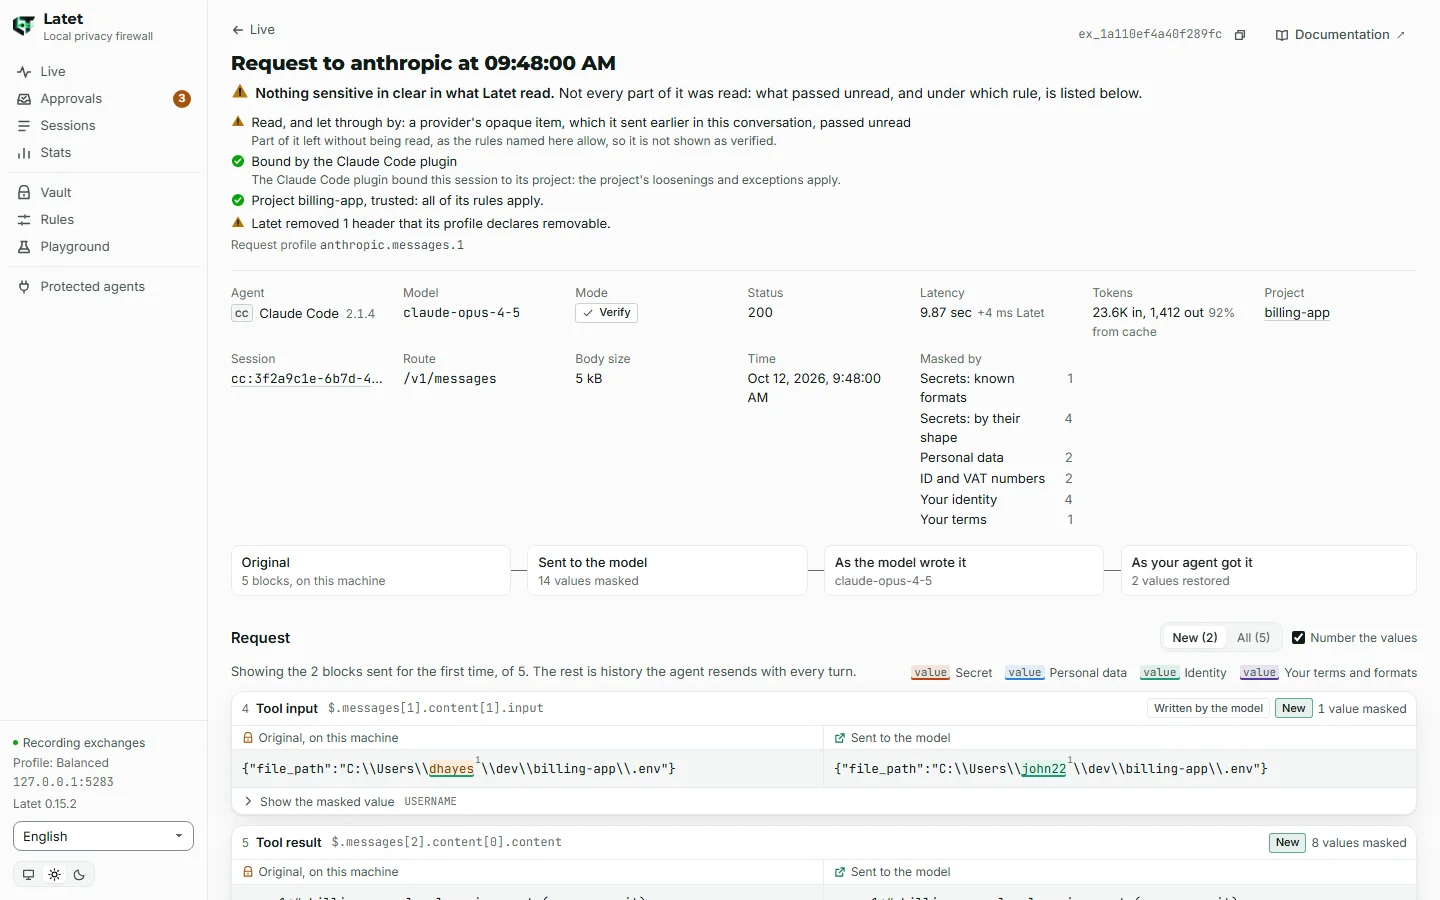 Latet
Local privacy firewall
Live
Approvals 3
Sessions
Stats
Vault
Rules
Playground
Protected agents
Recording exchanges
Profile: Balanced
127.0.0.1:5283
Latet 0.15.2
English
← Live
ex_1a110ef4a40f289fc
Documentation ↗
Request to anthropic at 09:48:00 AM
Nothing sensitive in clear in what Latet read. Not every part of it was read: what passed unread, and under which rule, is listed below.
Read, and let through by: a provider's opaque item, which it sent earlier in this conversation, passed unread
Part of it left without being read, as the rules named here allow, so it is not shown as verified.
Bound by the Claude Code plugin
The Claude Code plugin bound this session to its project: the project's loosenings and exceptions apply.
Project billing-app, trusted: all of its rules apply.
Latet removed 1 header that its profile declares removable.
Request profile anthropic.messages.1
Agent
CC Claude Code 2.1.4
Model
claude-opus-4-5
Mode
Verify
Status
200
Latency
9.87 sec +4 ms Latet
Tokens
23.6K in, 1,412 out 92%
from cache
Project
billing-app
Session
cc:3f2a9c1e-6b7d-4...
Route
/v1/messages
Body size
5 kB
Time
Oct 12, 2026, 9:48:00
AM
Masked by
Secrets: known 1
formats
Secrets: by their 4
shape
Personal data 2
ID and VAT numbers 2
Your identity 4
Your terms 1
Original
5 blocks, on this machine
Sent to the model
14 values masked
As the model wrote it
claude-opus-4-5
As your agent got it
2 values restored
Request
New (2) All (5) Number the values
Showing the 2 blocks sent for the first time, of 5. The rest is history the agent resends with every turn.
value Secret value Personal data value Identity value Your terms and formats
4 Tool input $.messages[1].content[1].input
Written by the model New 1 value masked
Original, on this machine
Sent to the model
{"file_path":"C:\\Users\\dhayes1\\dev\\billing-app\\.env"}
{"file_path":"C:\\Users\\john221\\dev\\billing-app\\.env"}
Show the masked value USERNAME
5 Tool result $.messages[2].content[0].content
New 8 values masked
Original, on this machine
Sent to the model